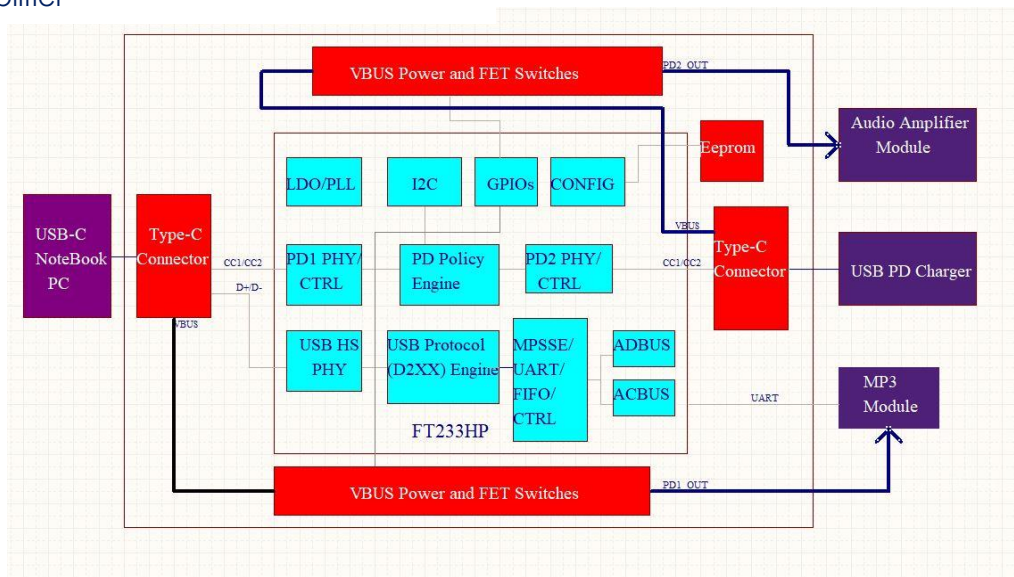 VBUS Power and FET Switches
PD2_OUT
Audio Amplifier
Module
Eeprom
LDO/PLL
I2C
GPIOs
CONFIG
USB-C
NoteBook
PC
Type-C
Connector
VBUS
Type-C
Connector
USB PD Charger
CC1/CC2
D+/D-
PD1 PHY/
CTRL
PD Policy
Engine
PD2 PHY/
CTRL
CC1/CC2
VBUS
USB HS
PHY
USB Protocol
(D2XX) Engine
MPSSE/
UART/
FIFO/
CTRL
ADBUS
ACBUS
UART
MP3
Module
FT233HP
VBUS Power and FET Switches
PD1_OUT